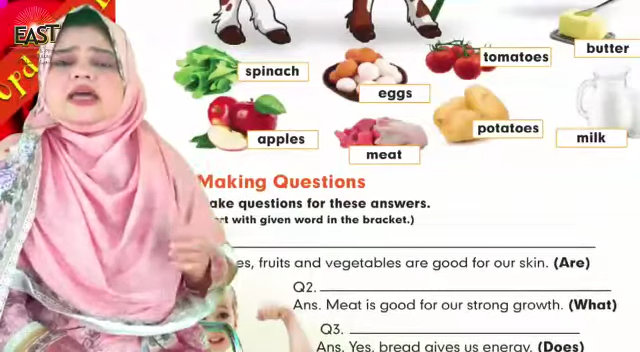 EAST
butter
tomatoes
spinach
eggs
potatoes
apples
milk
meat
Making Questions
ake questions for these answers.
rt with given word in the bracket.)
es, fruits and vegetables are good for our skin. (Are)
Q2.
Ans. Meat is good for our strong growth. (What)
Q3.
Ans. Yes, bread gives us energy. (Does)